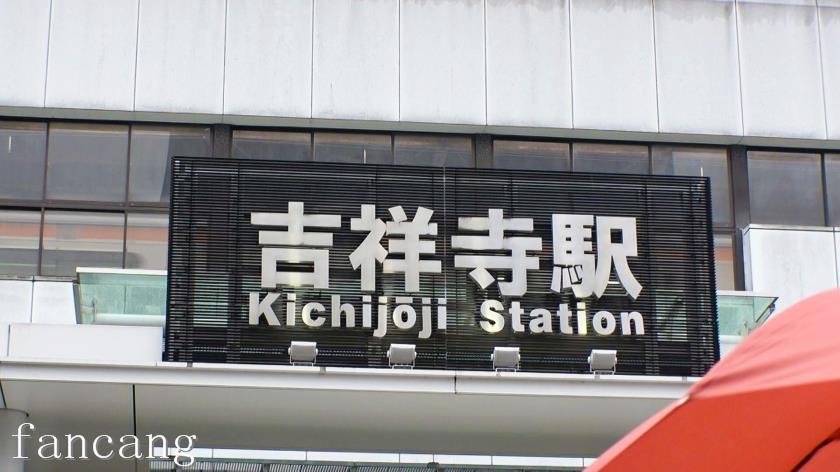 吉祥寺駅
Kichijōji Station
fancang